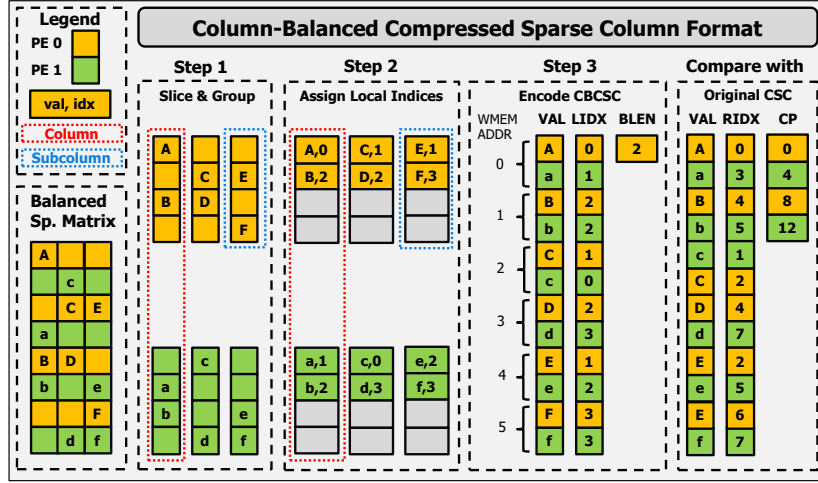 Column-Balanced Compressed Sparse Column Format
Legend
PE 0
PE 1
val, idx
Column
Subcolumn
Balanced
Sp. Matrix
A
c
C E
a
B D
b e
F
d f
Step 1
Slice & Group
A
C E
B D
F
c
a
b e
d f
Step 2
Assign Local Indices
A,0 C,1 E,1
B,2 D,2 F,3
a,1 c,0 e,2
b,2 d,3 f,3
Step 3
Encode CBCSC
WMEM
ADDR
VAL LIDX BLEN
0
1
2
3
4
5
A 0 2
a 1
B 2
b 2
C 1
c 0
D 2
d 3
E 1
e 2
F 3
f 3
Compare with
Original CSC
VAL RIDX CP
A 0 0
a 3 4
B 4 8
b 5 12
c 1
C 2
D 4
d 7
E 2
e 5
E 6
f 7